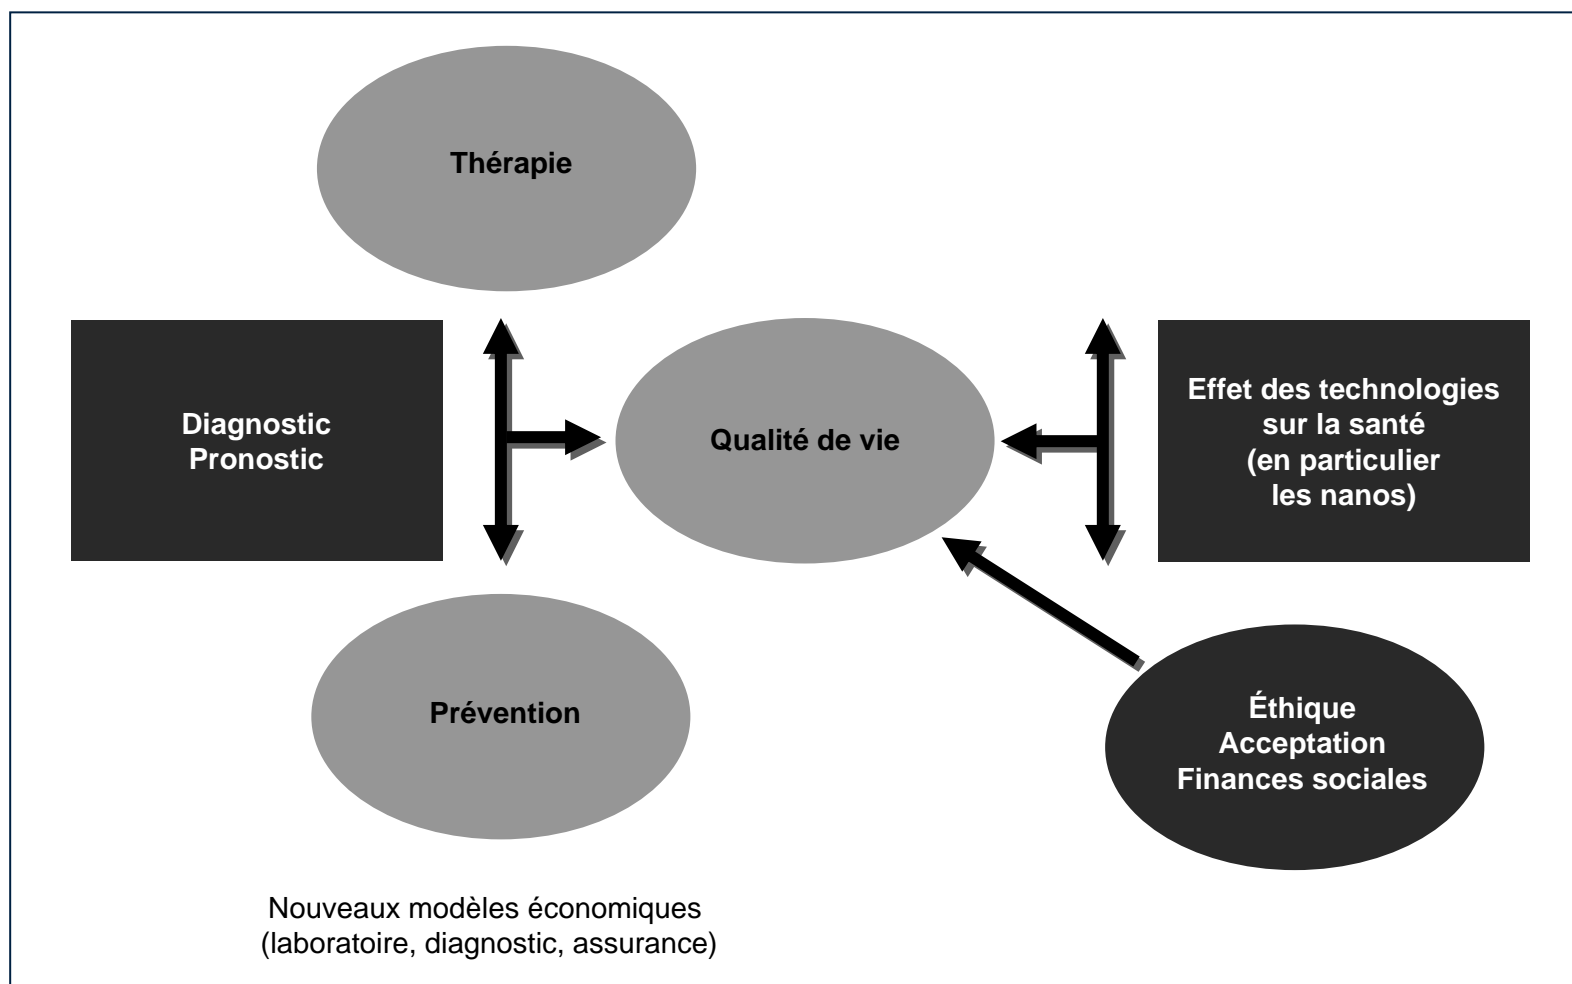 Thérapie
Diagnostic
Pronostic
Qualité de vie
Effet des technologies
sur la santé
(en particulier
les nanos)
Prévention
Éthique
Acceptation
Finances sociales
Nouveaux modèles économiques
(laboratoire, diagnostic, assurance)